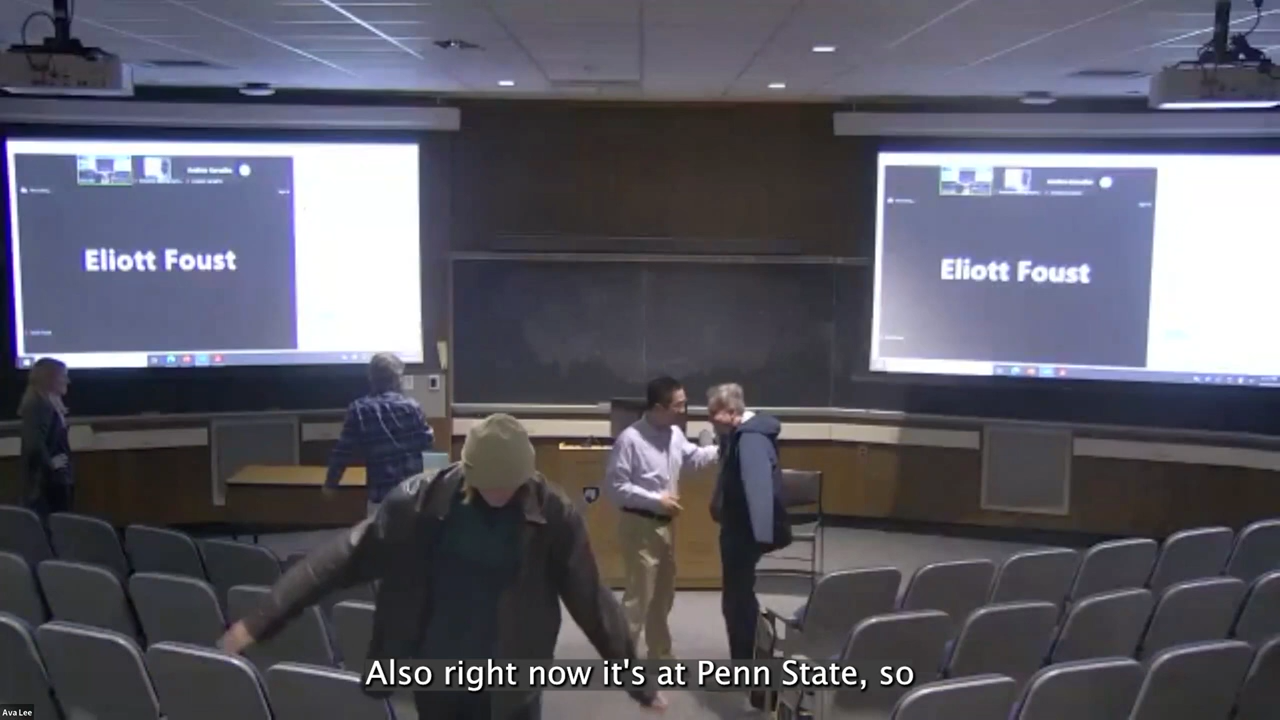 Eliott Foust
Eliott Foust
Also right now it's at Penn State, so
Ava Lee